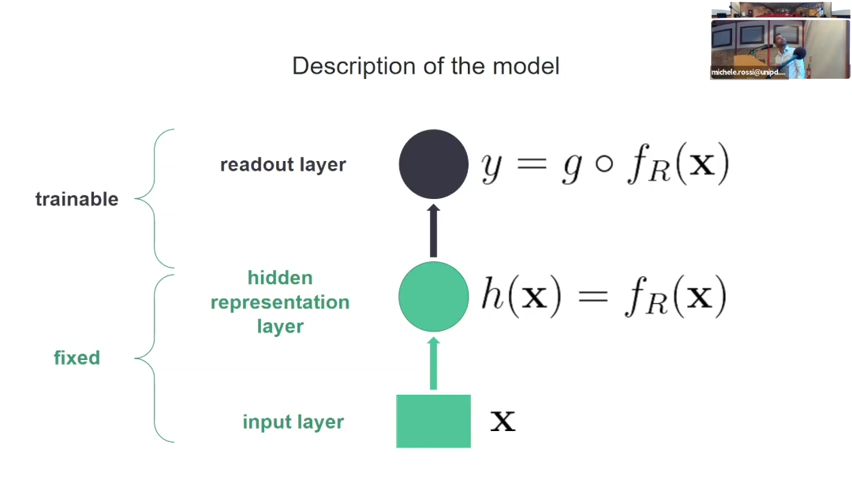 michele.rossi@unipd....
Description of the model
readout layer
y = g ∘ f_R(𝐱)
trainable
hidden
representation
layer
h(𝐱) = f_R(𝐱)
fixed
input layer
𝐱